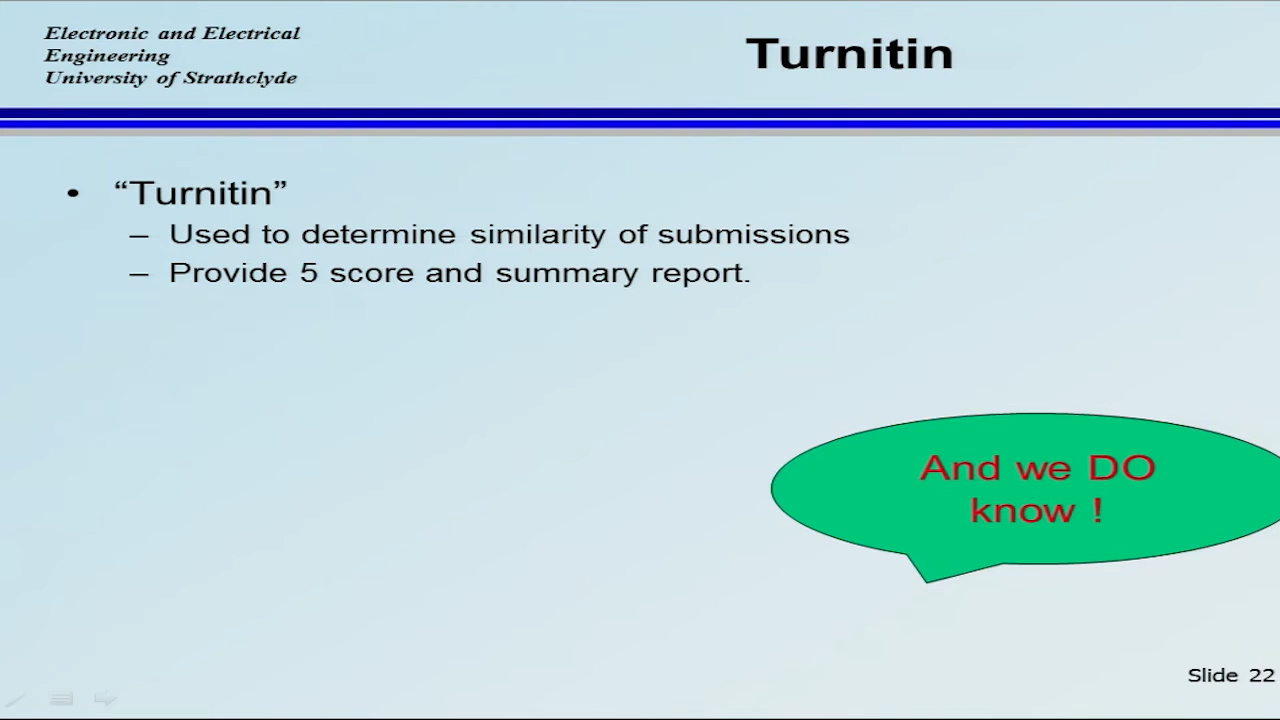 Electronic and Electrical
Engineering
University of Strathclyde
Turnitin
• “Turnitin”
– Used to determine similarity of submissions
– Provide 5 score and summary report.
And we DO
know !
Slide 22